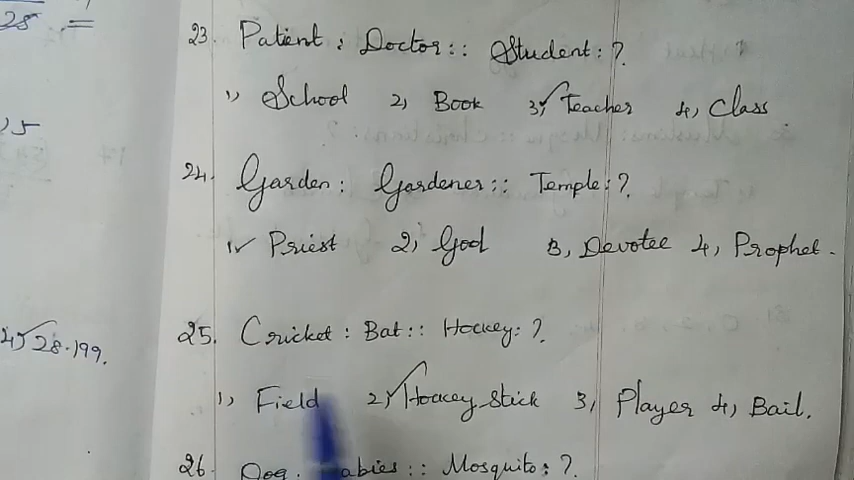 25 =
23. Patient : Doctor :: Student : ?
1) School 2) Book 3) Teacher 4) Class
)5
24. Garden : Gardener :: Temple : ?
1) Priest 2) God 3, Devotee 4, Prophet.
25. Cricket : Bat :: Hockey : ?
4) 28.199.
1) Field 2) Hockey Stick 3, Player 4, Bail.
26. Dog : :: Mosquito : ?